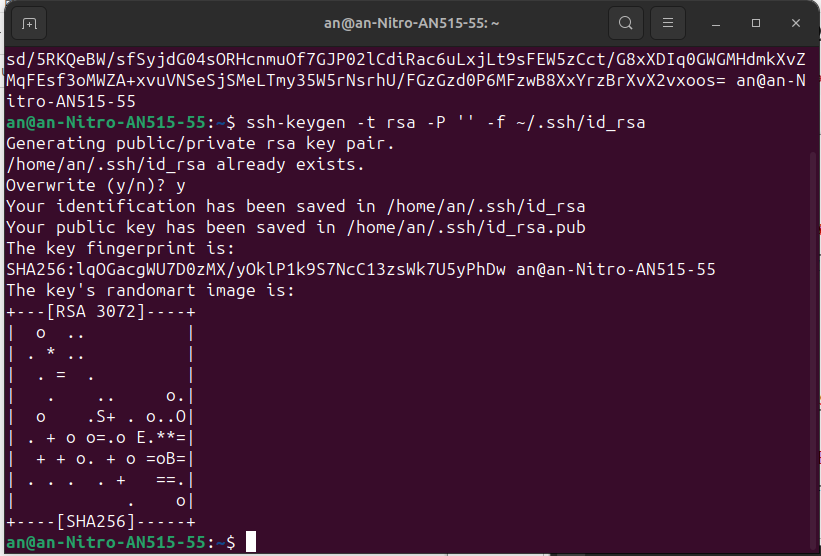 an@an-Nitro-AN515-55: ~
sd/5RKQeBW/sfSyjdG04sORHcnmuOf7GJP02lCdiRac6uLxjLt9sFEW5zCct/G8xXDIq0GWGMHdmkXvZ
MqFEsf3oMWZA+xvuVNSeSjSMeLTmy35W5rNsrhU/FGzGzd0P6MFzwB8XxYrzBrXvX2vxoos= an@an-N
itro-AN515-55
an@an-Nitro-AN515-55:~$ ssh-keygen -t rsa -P '' -f ~/.ssh/id_rsa
Generating public/private rsa key pair.
/home/an/.ssh/id_rsa already exists.
Overwrite (y/n)? y
Your identification has been saved in /home/an/.ssh/id_rsa
Your public key has been saved in /home/an/.ssh/id_rsa.pub
The key fingerprint is:
SHA256:lqOGacgWU7D0zMX/yOklP1k9S7NcC13zsWk7U5yPhDw an@an-Nitro-AN515-55
The key's randomart image is:
+---[RSA 3072]----+
|  o  ..          |
| . * ..          |
|  . =  .         |
|   .    ..     o.|
|  o    .S+ . o..O|
| . + o o=.o E.**=|
|  + + o. + o =oB=|
| . . .  . +   ==.|
|           .    o|
+----[SHA256]-----+
an@an-Nitro-AN515-55:~$